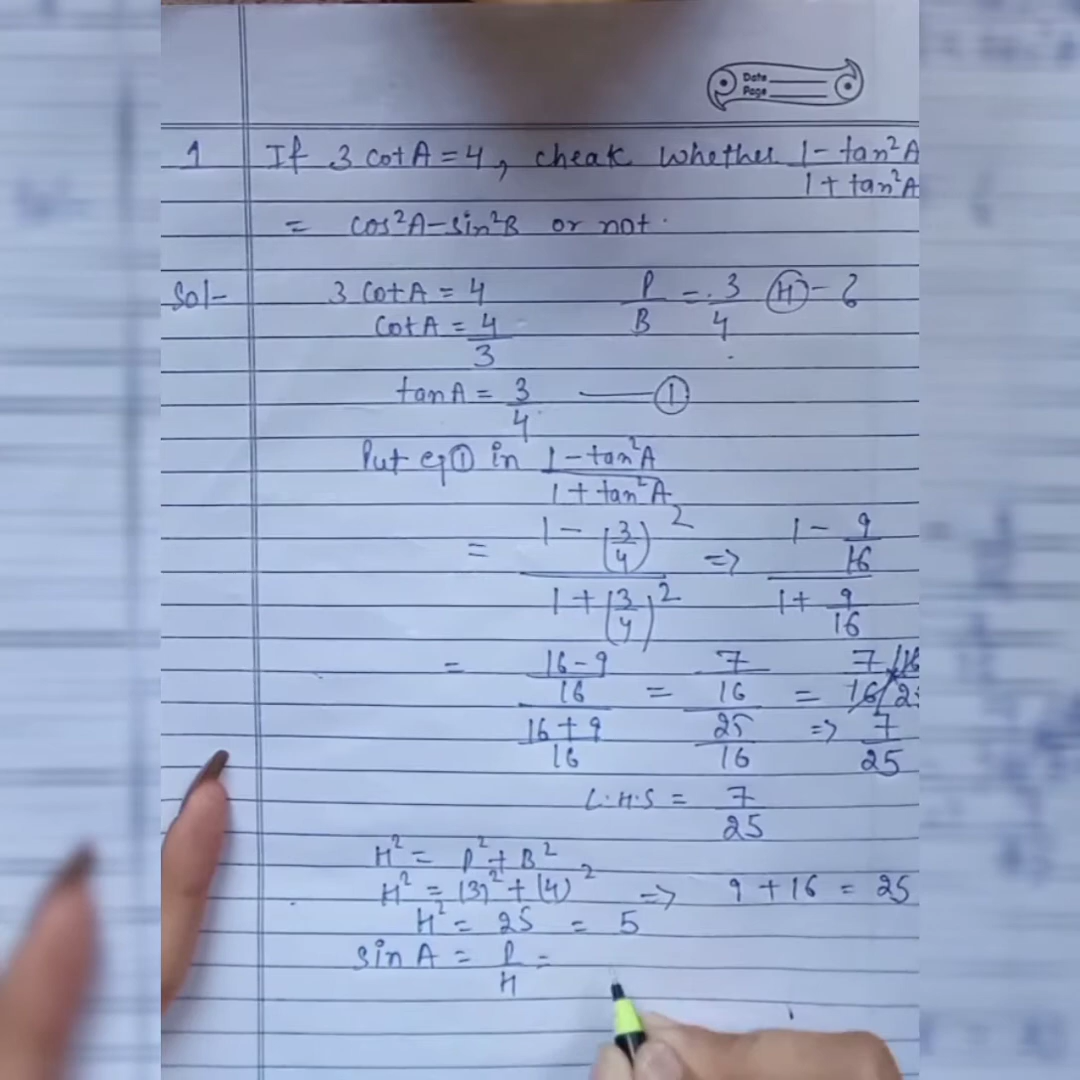 Date
Page
1 If 3 cot A = 4, cheak whether 1 - tan²A / 1 + tan²A
= cos²A - sin²B or not.
Sol- 3 cot A = 4 P/B = 3/4 (H) - ?
cot A = 4/3
tan A = 3/4 —— (1)
Put eq (1) in 1 - tan²A / 1 + tan²A
= 1 - (3/4)² / 1 + (3/4)² => 1 - 9/16 / 1 + 9/16
= 16 - 9/16 / 16 + 9/16 = 7/16 / 25/16 = 7/16 × 16/ => 7/25
L.H.S = 7/25
H² = P² + B²
H² = (3)² + (4)² => 9 + 16 = 25
H² = 25 = 5
sin A = P/H =